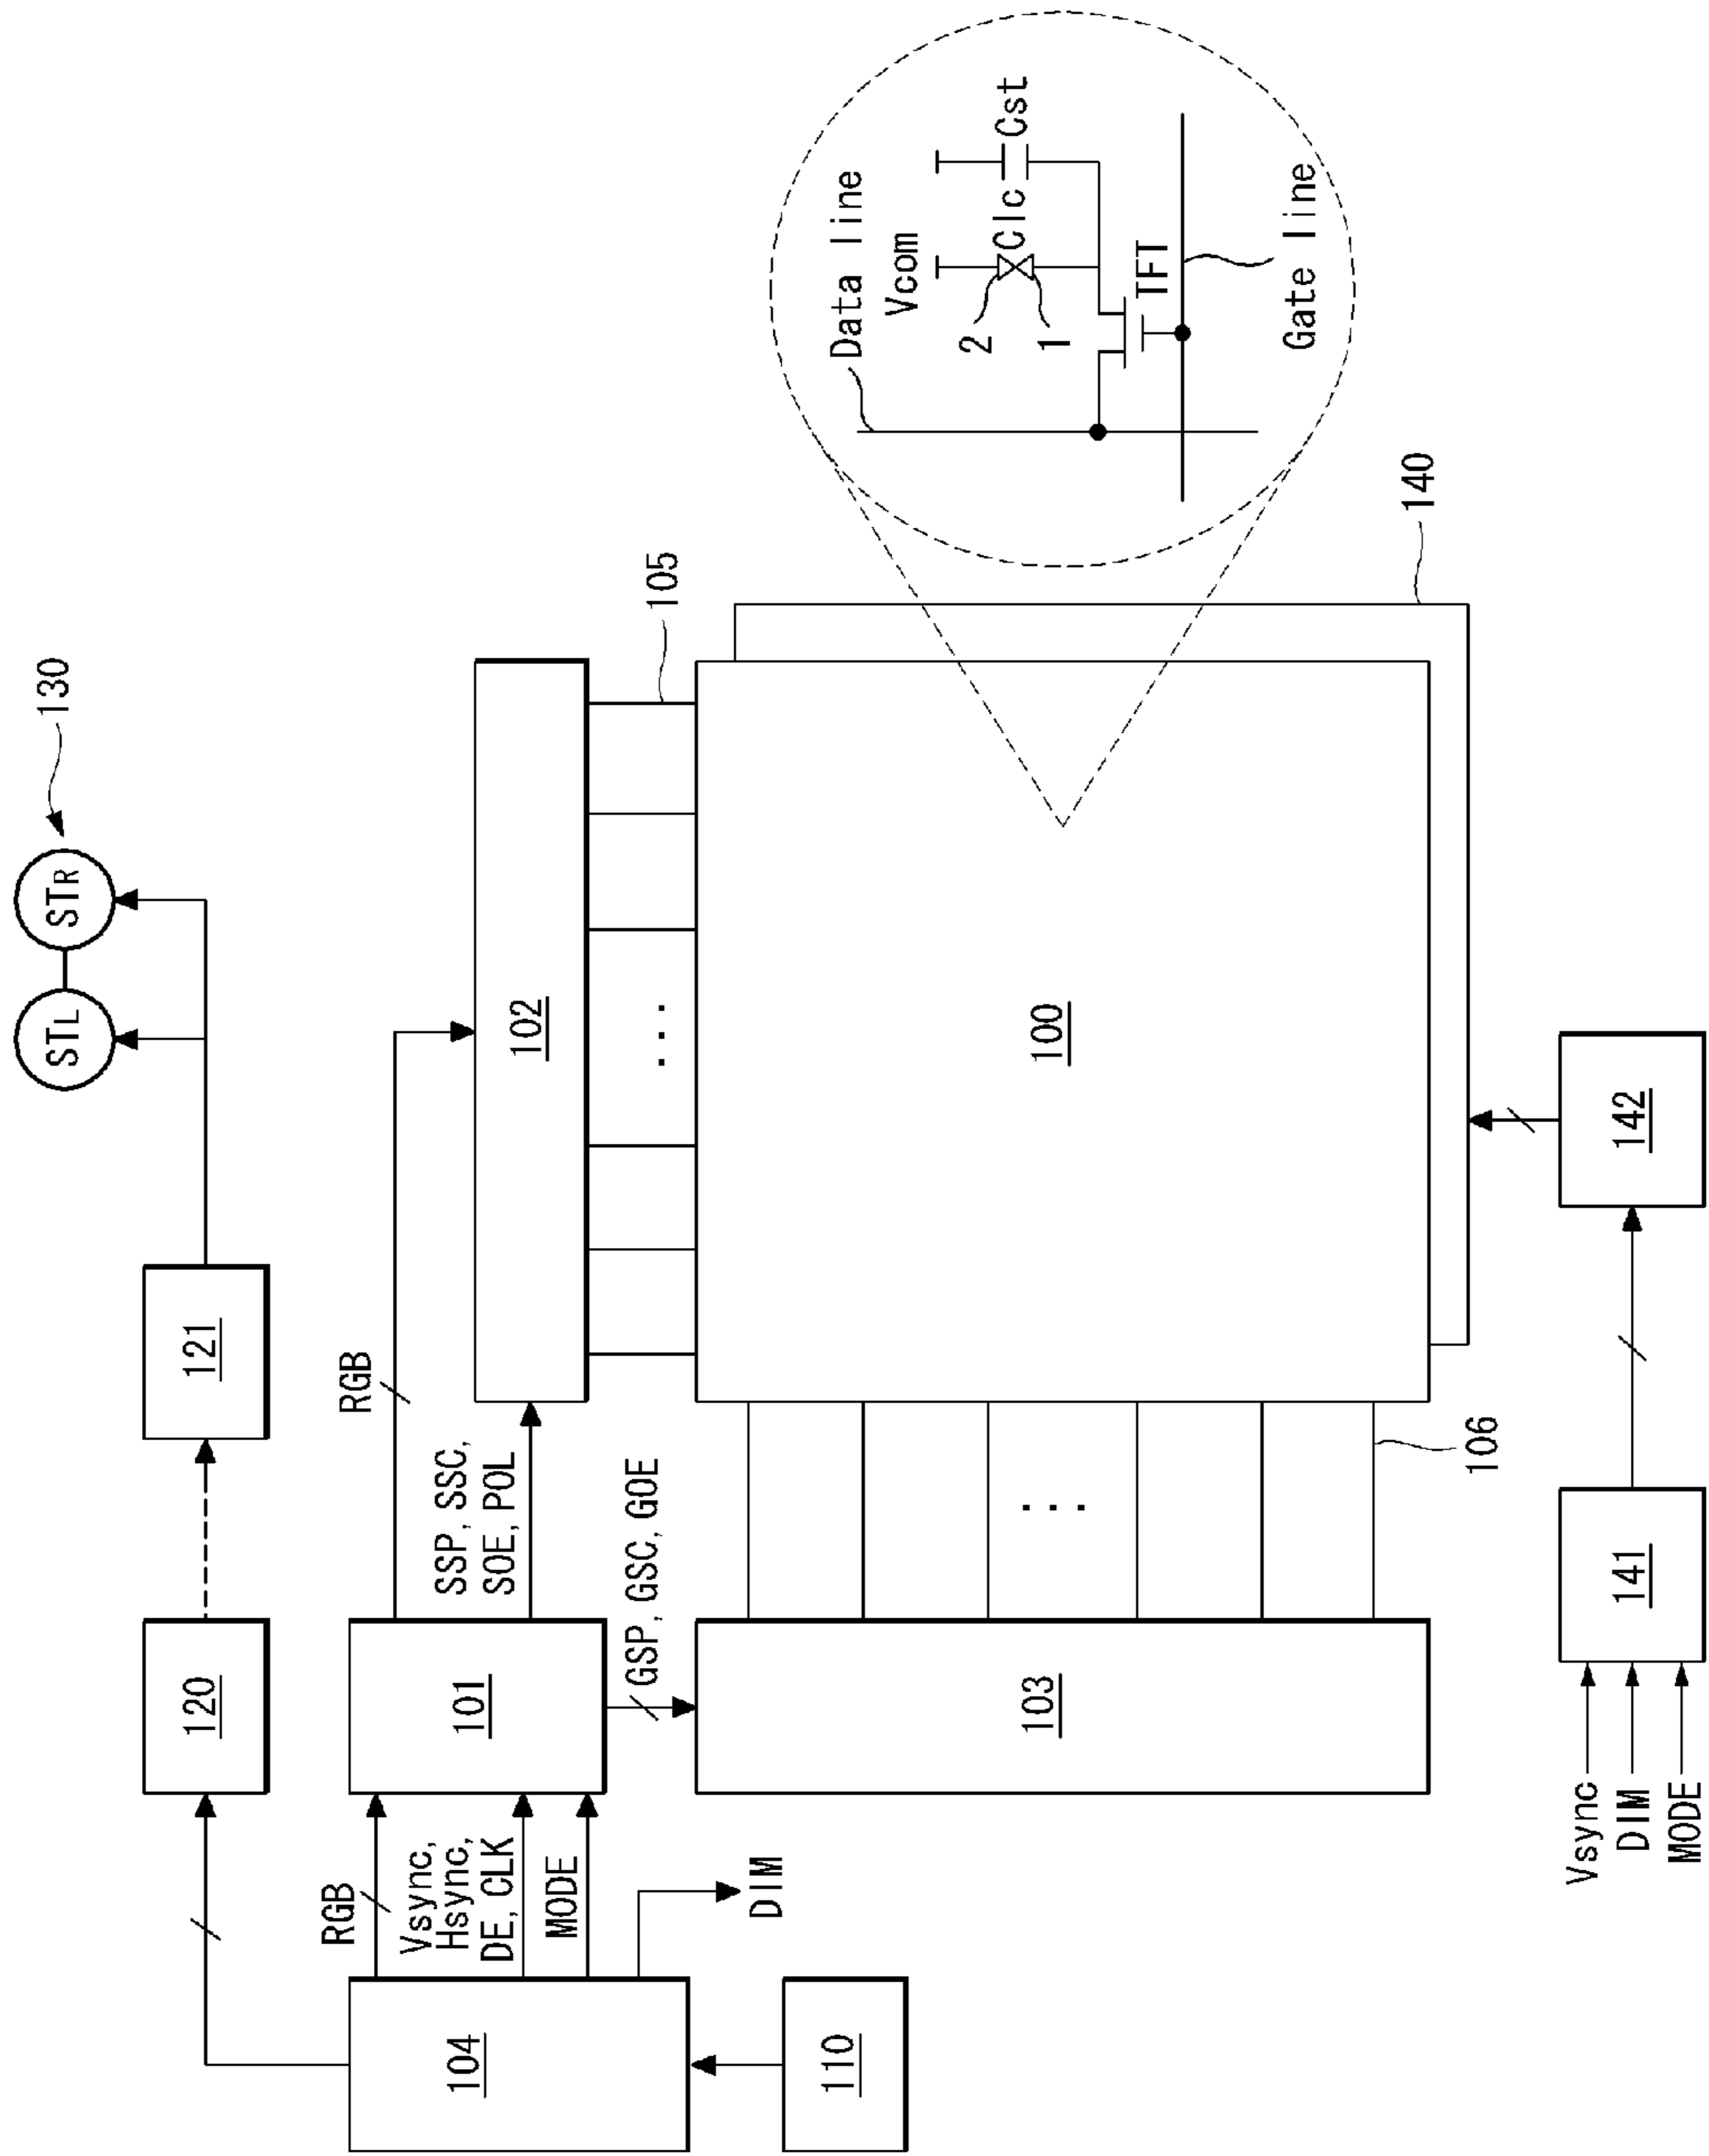 130
STL
STR
120
121
RGB
SSP, SSC,
SOE, POL
102
105
RGB
Vsync,
Hsync,
DE, CLK
MODE
DIM
104
110
101
GSP, GSC, GOE
103
106
100
140
Data line
Vcom
2
Clc
1
Cst
TFT
Gate line
Vsync
DIM
MODE
141
142